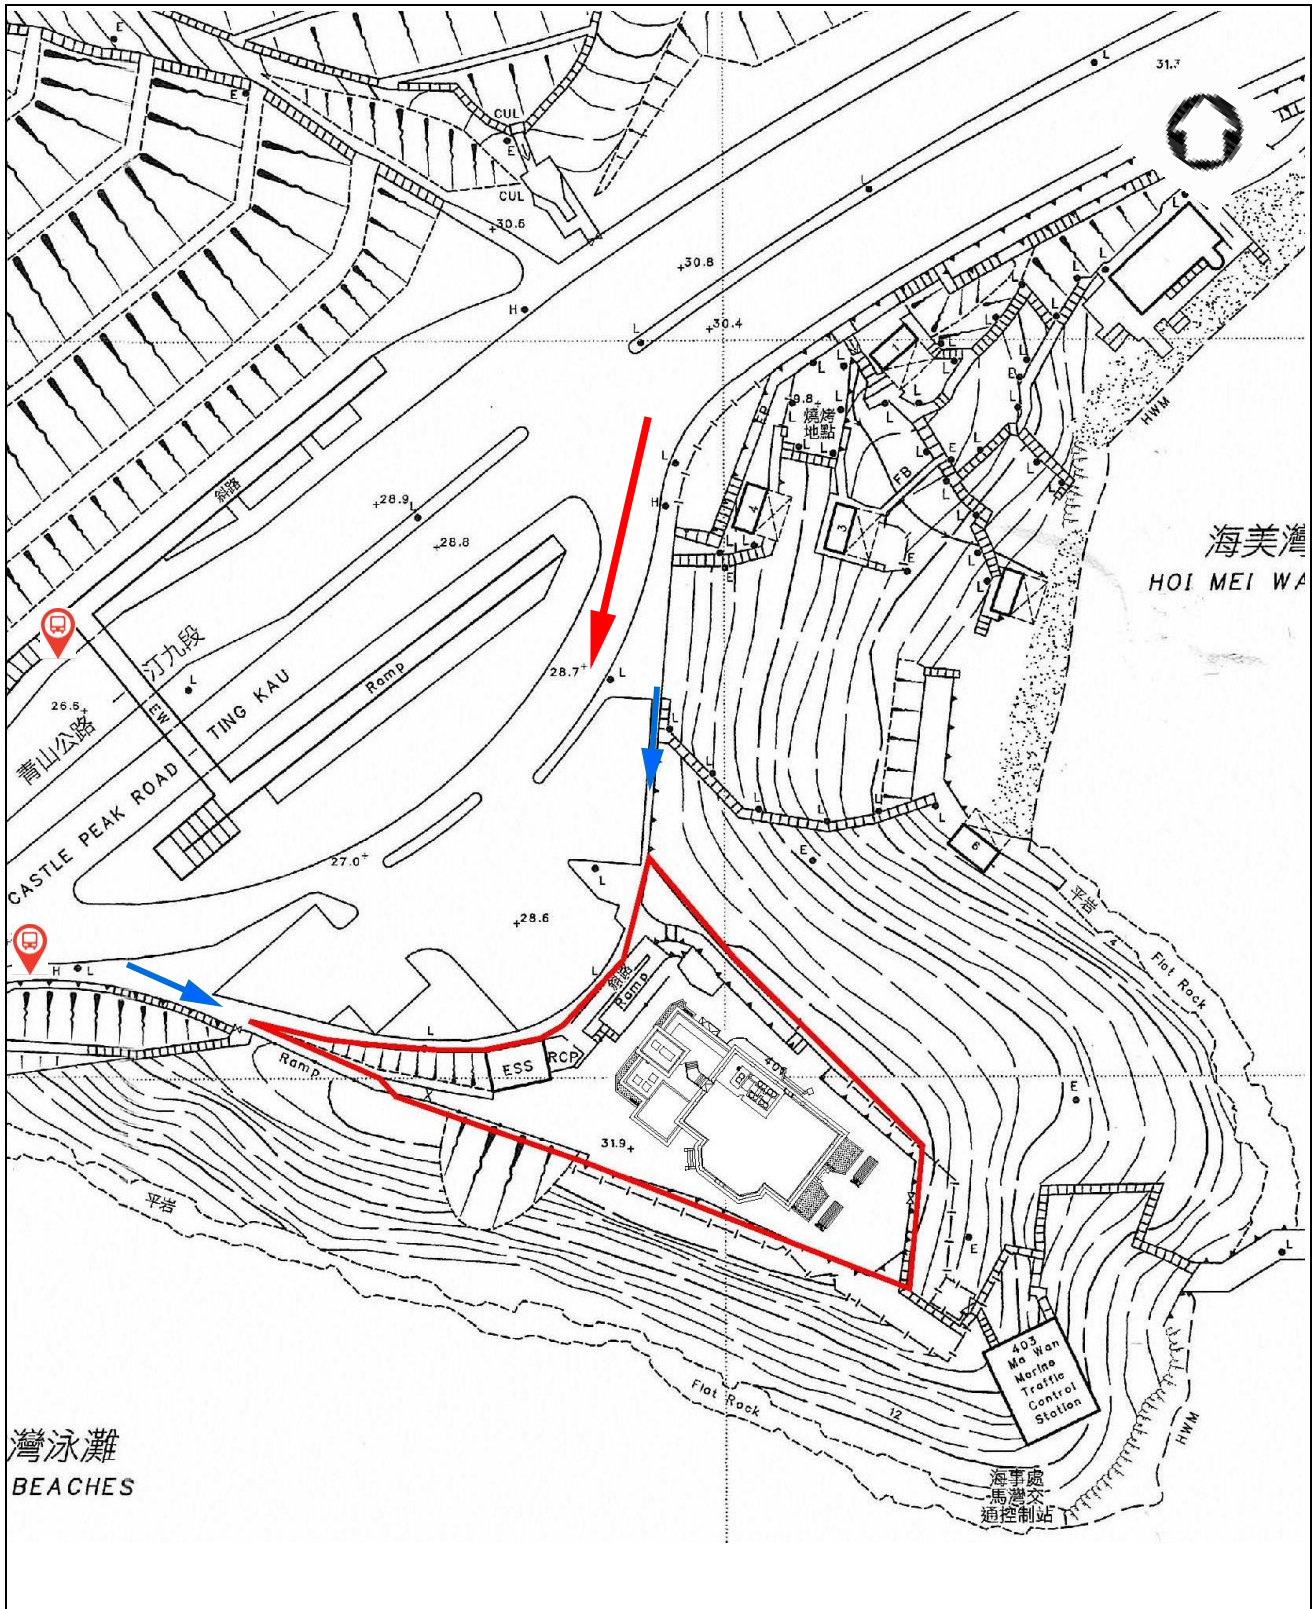 E
L
31.3
CUL
E
E
CUL
L
L
+30.5
+30.8
L
H
+30.4
L
L
L
L
1
L
L
L
L
E
9.8+
燒烤
地點
EP
L
L
L
L
HWM
斜路
L
FB
E
L
L
+28.9
L
H
4
3
L
+28.8
L
E
E
L
海美灣
HOI MEI WA
汀九段
26.5+
青山公路
EW
TING KAU
Ramp
28.7+
L
CASTLE PEAK ROAD
L
L
L
L
L
L
6
27.0+
E
平岩
L
+28.6
4
Flat Rock
H L
L
斜路
Ramp
L
Ramp
ESS
RCP
401
E
31.9+
平岩
E
L
403
Ma Wan
Marine
Traffic
Control
Station
Flat Rock
12
HWM
灣泳灘
BEACHES
海事處
馬灣交
通控制站